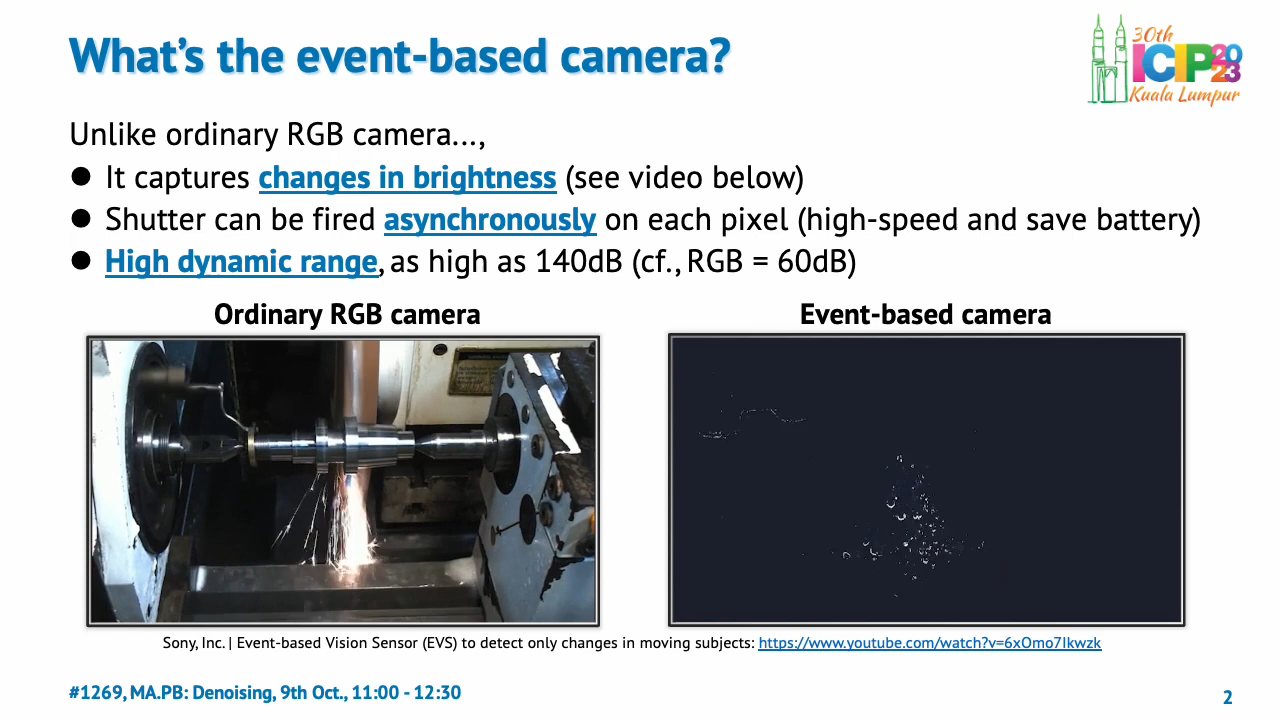 What's the event-based camera?
30th
ICIP2023
Kuala Lumpur
Unlike ordinary RGB camera...,
● It captures changes in brightness (see video below)
● Shutter can be fired asynchronously on each pixel (high-speed and save battery)
● High dynamic range, as high as 140dB (cf., RGB = 60dB)
Ordinary RGB camera
Event-based camera
Sony, Inc. | Event-based Vision Sensor (EVS) to detect only changes in moving subjects: https://www.youtube.com/watch?v=6xOmo7Ikwzk
#1269, MA.PB: Denoising, 9th Oct., 11:00 - 12:30
2